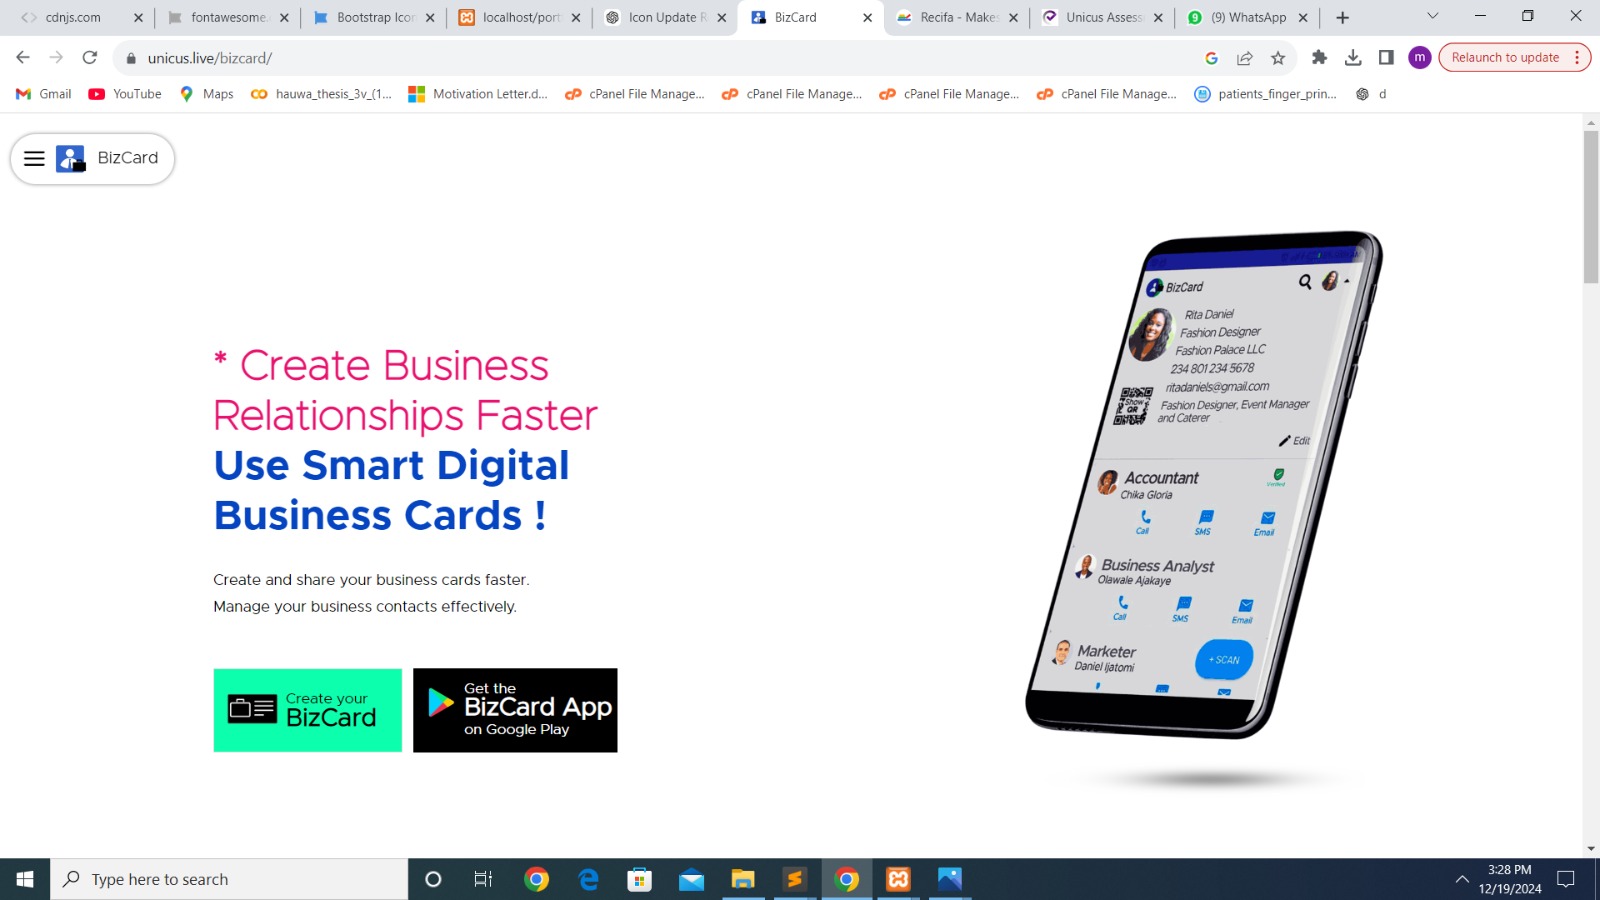 cdnjs.com
fontawesome.
Bootstrap Icon
localhost/port
Icon Update R
BizCard
Recifa - Makes
Unicus Assess
(9) WhatsApp
unicus.live/bizcard/
m
Relaunch to update
Gmail
YouTube
Maps
hauwa_thesis_3v_(1...
Motivation Letter.d...
cPanel File Manage...
cPanel File Manage...
cPanel File Manage...
cPanel File Manage...
patients_finger_prin...
d
BizCard
* Create Business
Relationships Faster
Use Smart Digital
Business Cards !
Create and share your business cards faster.
Manage your business contacts effectively.
Create your
BizCard
Get the
BizCard App
on Google Play
BizCard
Rita Daniel
Fashion Designer
Fashion Palace LLC
234 801 234 5678
ritadaniels@gmail.com
Show
QR
Fashion Designer, Event Manager
and Caterer
Edit
Accountant
Chika Gloria
Verified
Call
SMS
Email
Business Analyst
Olawale Ajakaye
Call
SMS
Email
Marketer
Daniel Ijatomi
+ SCAN
Type here to search
3:28 PM
12/19/2024